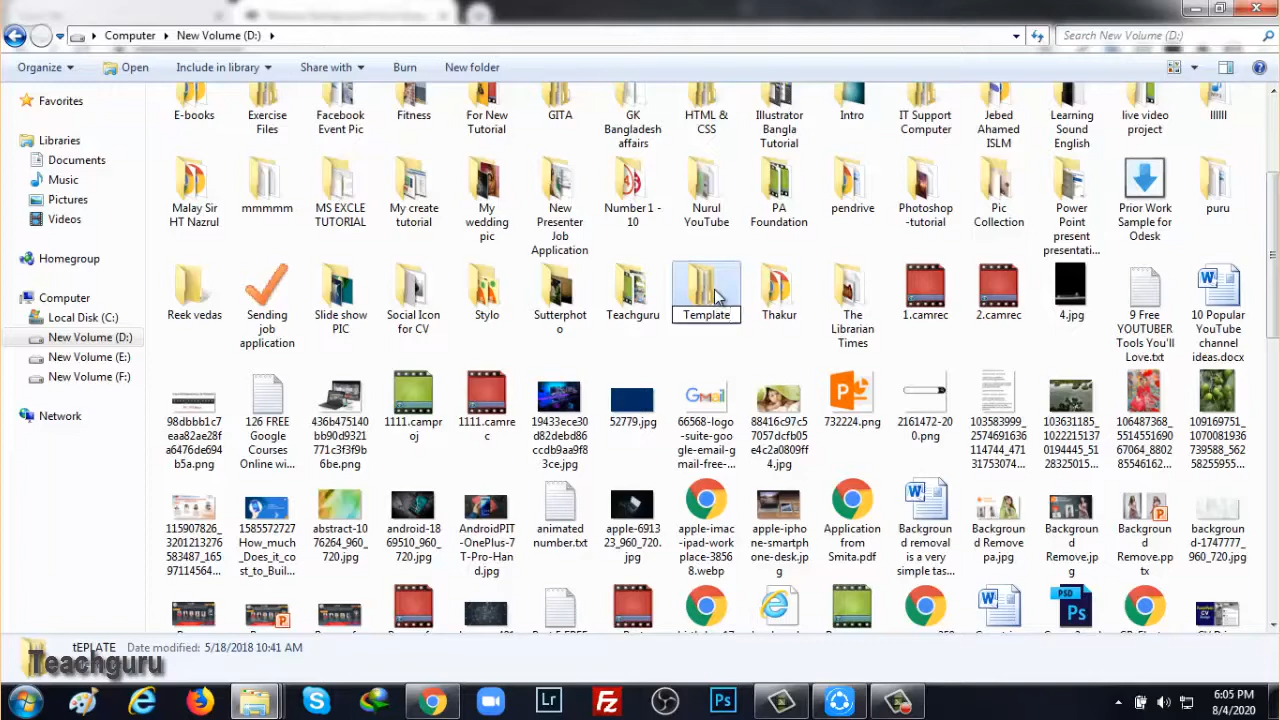 Computer New Volume (D:)
Search New Volume (D:)
Organize Open Include in library Share with Burn New folder
Favorites
Libraries
Documents
Music
Pictures
Videos
Homegroup
Computer
Local Disk (C:)
New Volume (D:)
New Volume (E:)
New Volume (F:)
Network
E-books
Exercise
Files
Facebook
Event Pic
Fitness
For New
Tutorial
GITA
GK
Bangladesh
affairs
HTML &
CSS
Illustrator
Bangla
Tutorial
Intro
IT Support
Computer
Jebed
Ahamed
ISLM
Learning
Sound
English
live video
project
llllll
Malay Sir
HT Nazrul
mmmmm
MS EXCLE
TUTORIAL
My create
tutorial
My
wedding
pic
New
Presenter
Job
Application
Number 1 -
10
Nurul
YouTube
PA
Foundation
pendrive
Photoshop
-tutorial
Pic
Collection
Power
Point
present
presentati...
Prior Work
Sample for
Odesk
puru
Reek vedas
Sending
job
application
Slide show
PIC
Social Icon
for CV
Stylo
Sutterphot
o
Teachguru
Template
Thakur
The
Librarian
Times
1.camrec
2.camrec
4.jpg
9 Free
YOUTUBER
Tools You'll
Love.txt
10 Popular
YouTube
channel
ideas.docx
98dbbb1c7
eaa82ae28f
a6476de694
b5a.png
126 FREE
Google
Courses
Online wi...
436b475140
bb90d9321
771c3f3f9b
6be.png
1111.campr
oj
1111.camre
c
19433ece30
d82debd86
ccdb9aa9f8
3ce.jpg
52779.jpg
66568-logo
-suite-goo
gle-email-g
mail-free-...
88416c97c5
7057dcfb05
e4c2a0809ff
4.jpg
732224.png
2161472-20
0.png
103583999_
2574691636
114744_471
31753074...
103631185_
1022215137
0194445_51
28325015...
106487368_
5514551690
67064_8802
85546162...
109169751_
1070081936
739588_562
58255955...
115907826_
3201213276
583487_165
97114564...
1585572727
How_much
_Does_it_co
st_to_Buil...
abstract-10
76264_960_
720.jpg
android-18
69510_960_
720.jpg
AndroidPIT
-OnePlus-7
T-Pro-Han
d.jpg
animated
number.txt
apple-6913
23_960_720.
jpg
apple-imac
-ipad-work
place-3856
8.webp
apple-ipho
ne-smartph
one-desk.jpg
Application
from
Smita.pdf
Backgroun
d removal
is a very
simple tas...
Backgroun
d Remove
pa.jpg
Backgroun
d
Remove.jp
g
Backgroun
d
Remove.pp
tx
background
d-1747777_
960_720.jpg
tEPLATE Date modified: 5/18/2018 10:41 AM
Teachguru
6:05 PM
8/4/2020